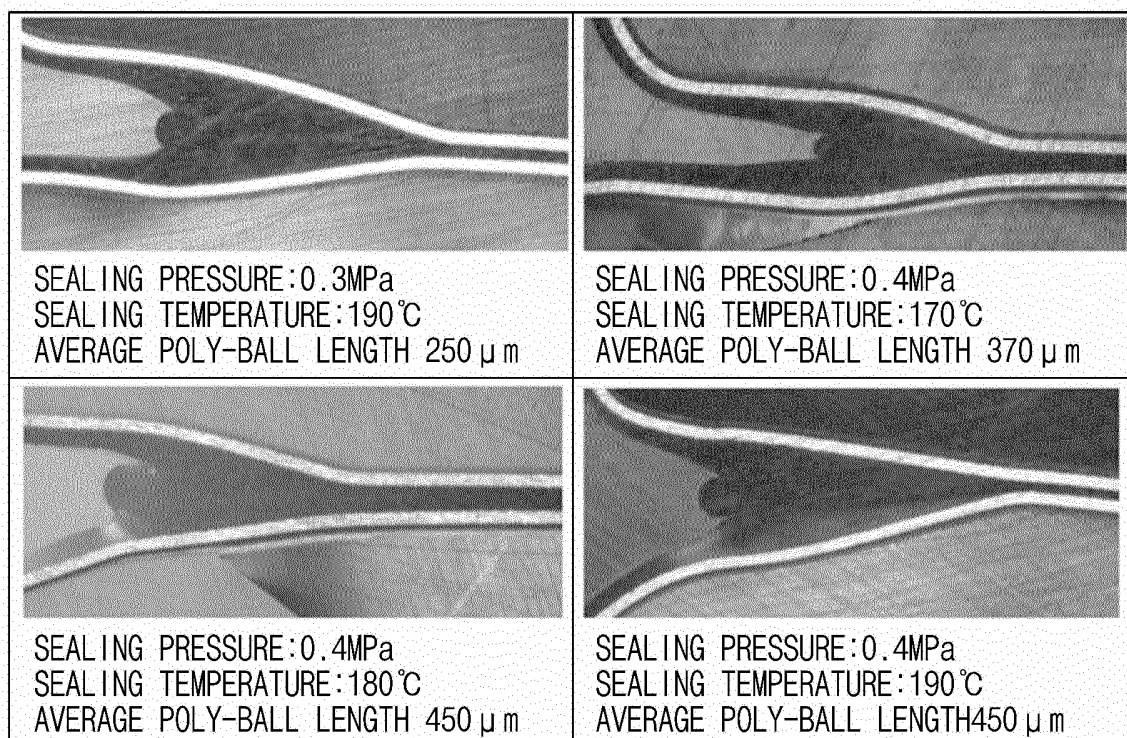 SEALING PRESSURE:0.3MPa
SEALING TEMPERATURE:190℃
AVERAGE POLY-BALL LENGTH 250μm
SEALING PRESSURE:0.4MPa
SEALING TEMPERATURE:170℃
AVERAGE POLY-BALL LENGTH 370μm
SEALING PRESSURE:0.4MPa
SEALING TEMPERATURE:180℃
AVERAGE POLY-BALL LENGTH 450μm
SEALING PRESSURE:0.4MPa
SEALING TEMPERATURE:190℃
AVERAGE POLY-BALL LENGTH450μm